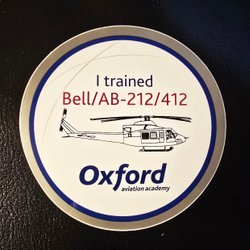 I trained
Bell/AB-212/412
Oxford
aviation academy